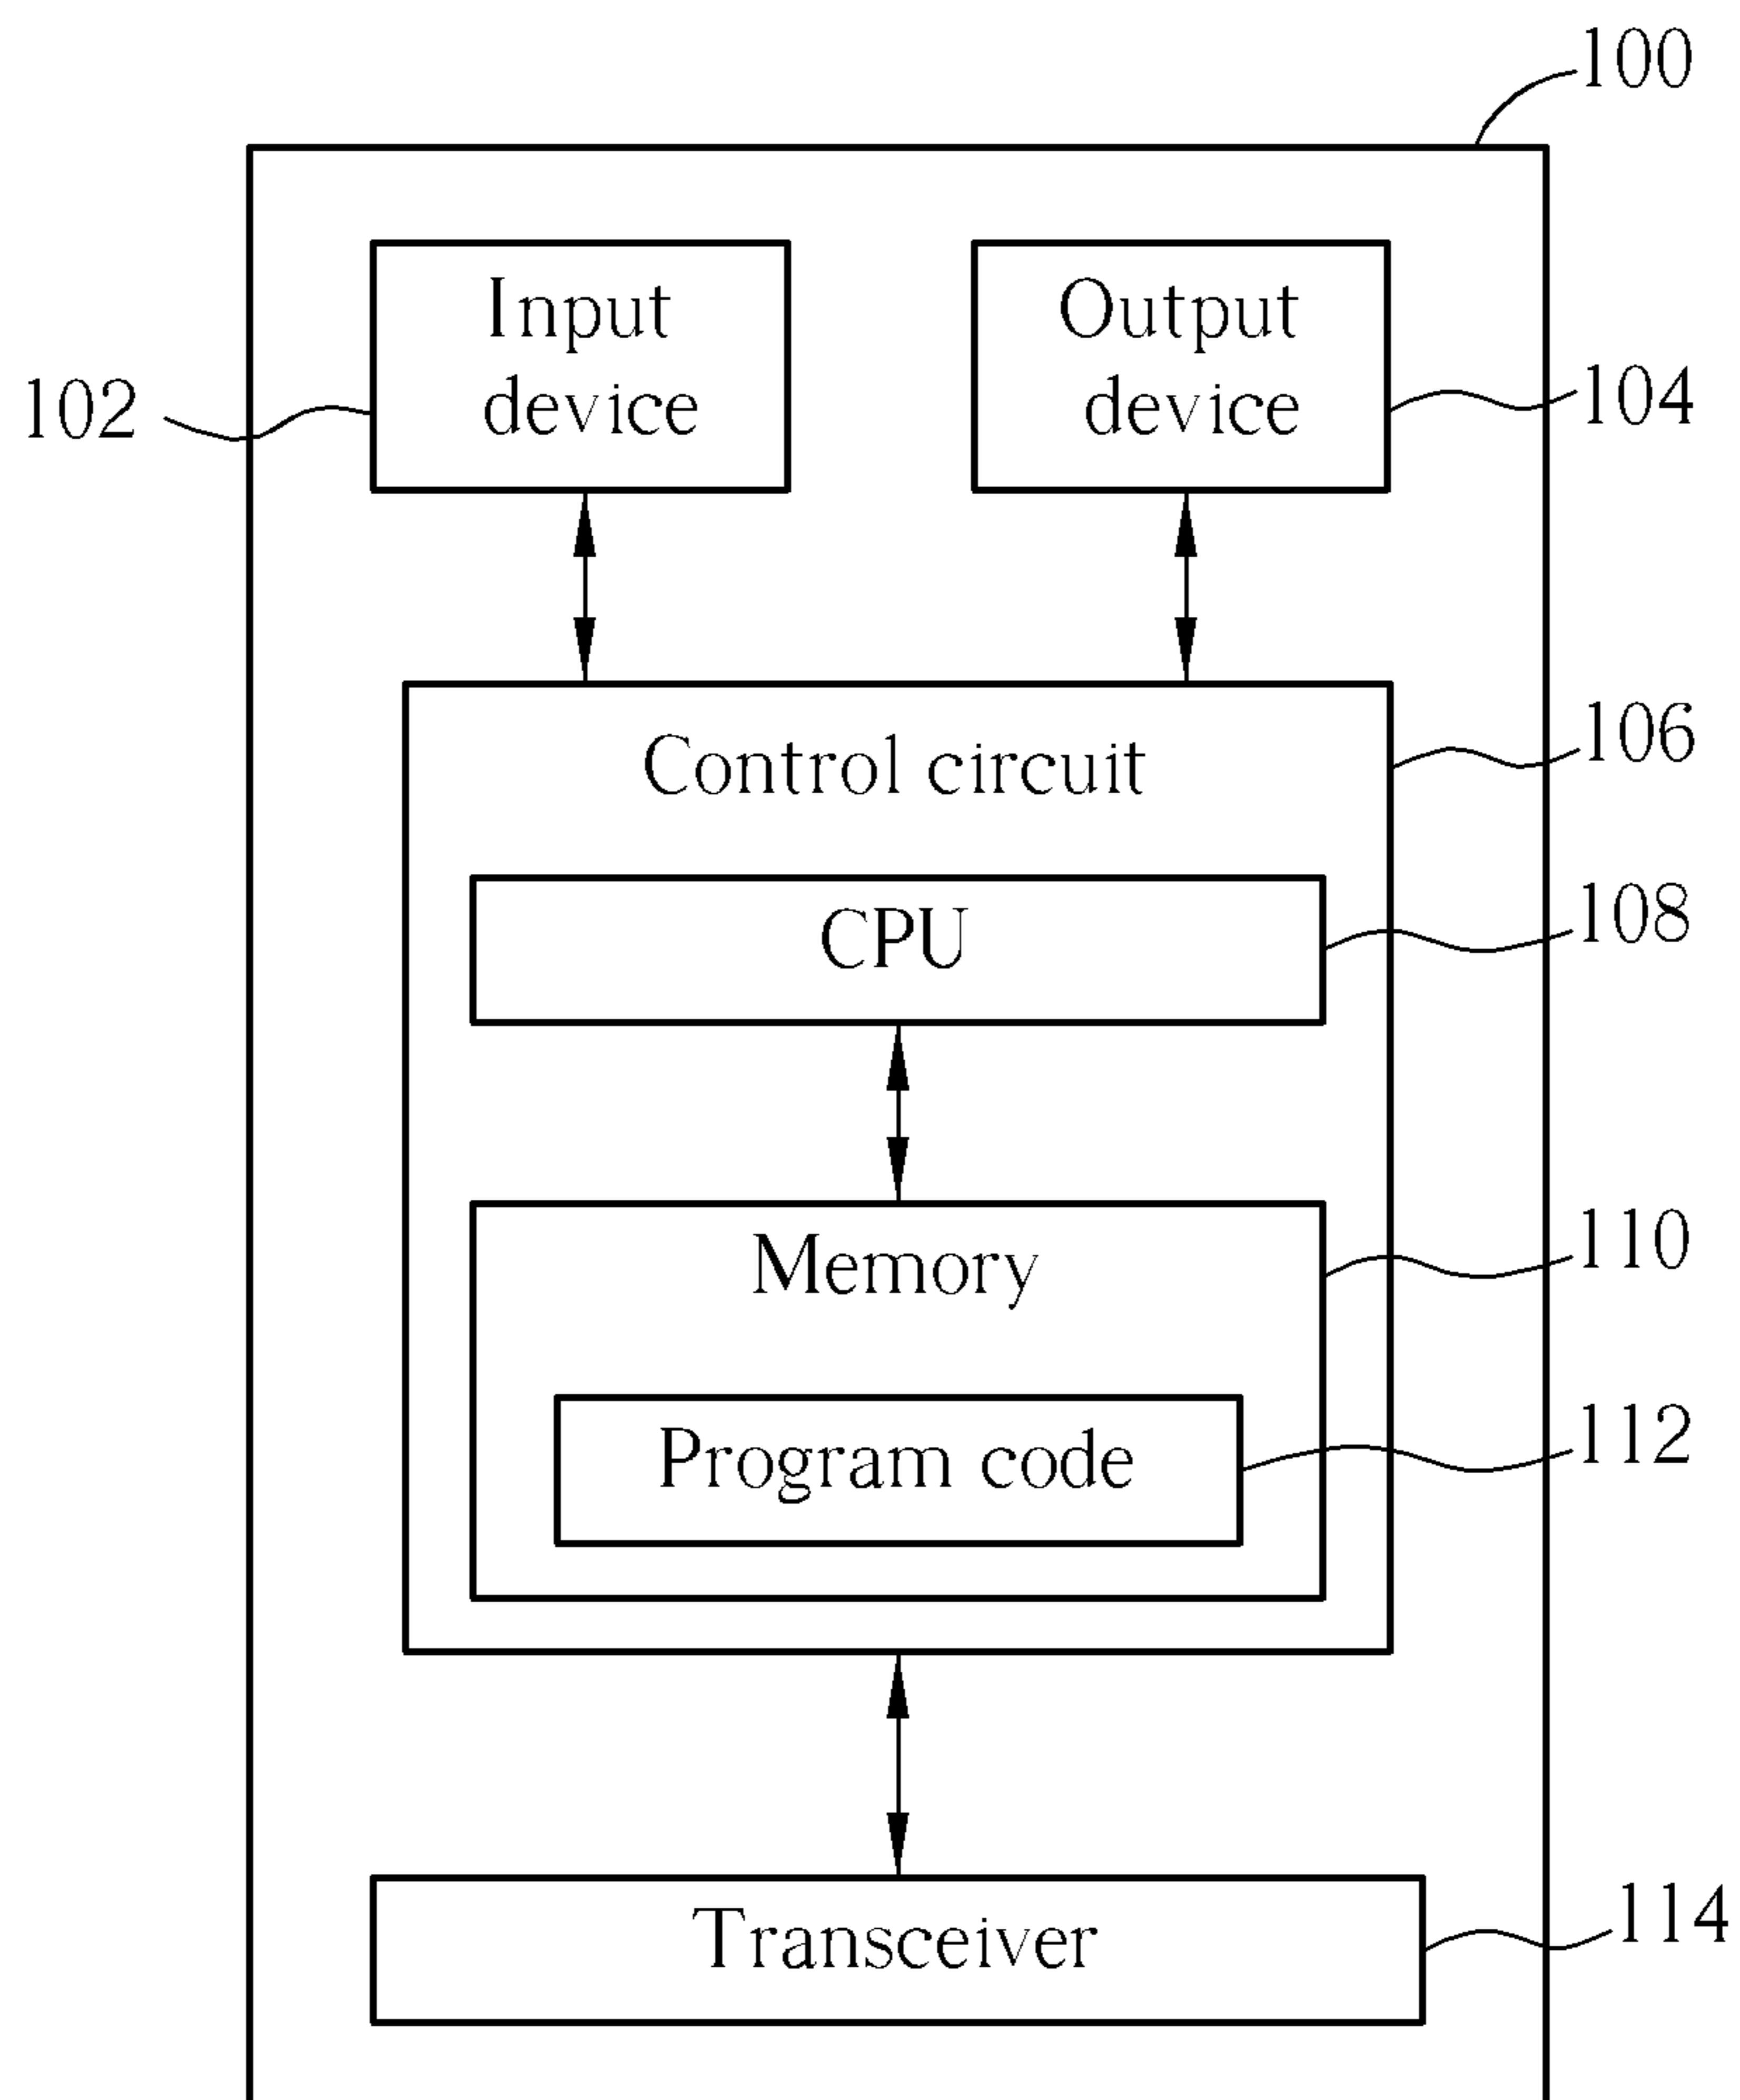 100
Input
device
Output
device
102
104
Control circuit
106
CPU
108
Memory
110
Program code
112
Transceiver
114